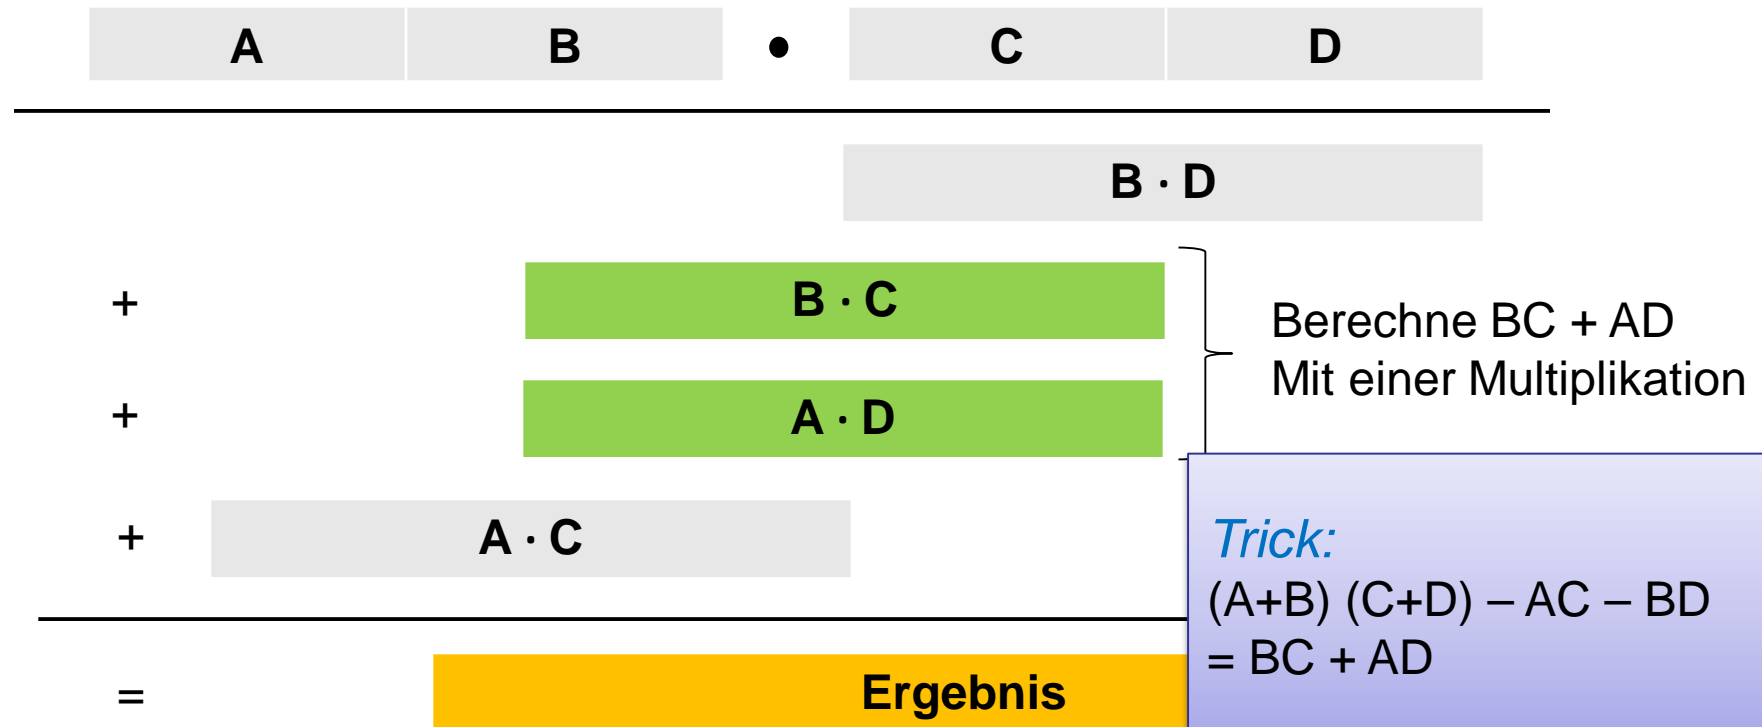 A B • C D
B · D
+ B · C
Berechne BC + AD
Mit einer Multiplikation
+ A · D
+ A · C
Trick:
(A+B) (C+D) – AC – BD
= BC + AD
= Ergebnis